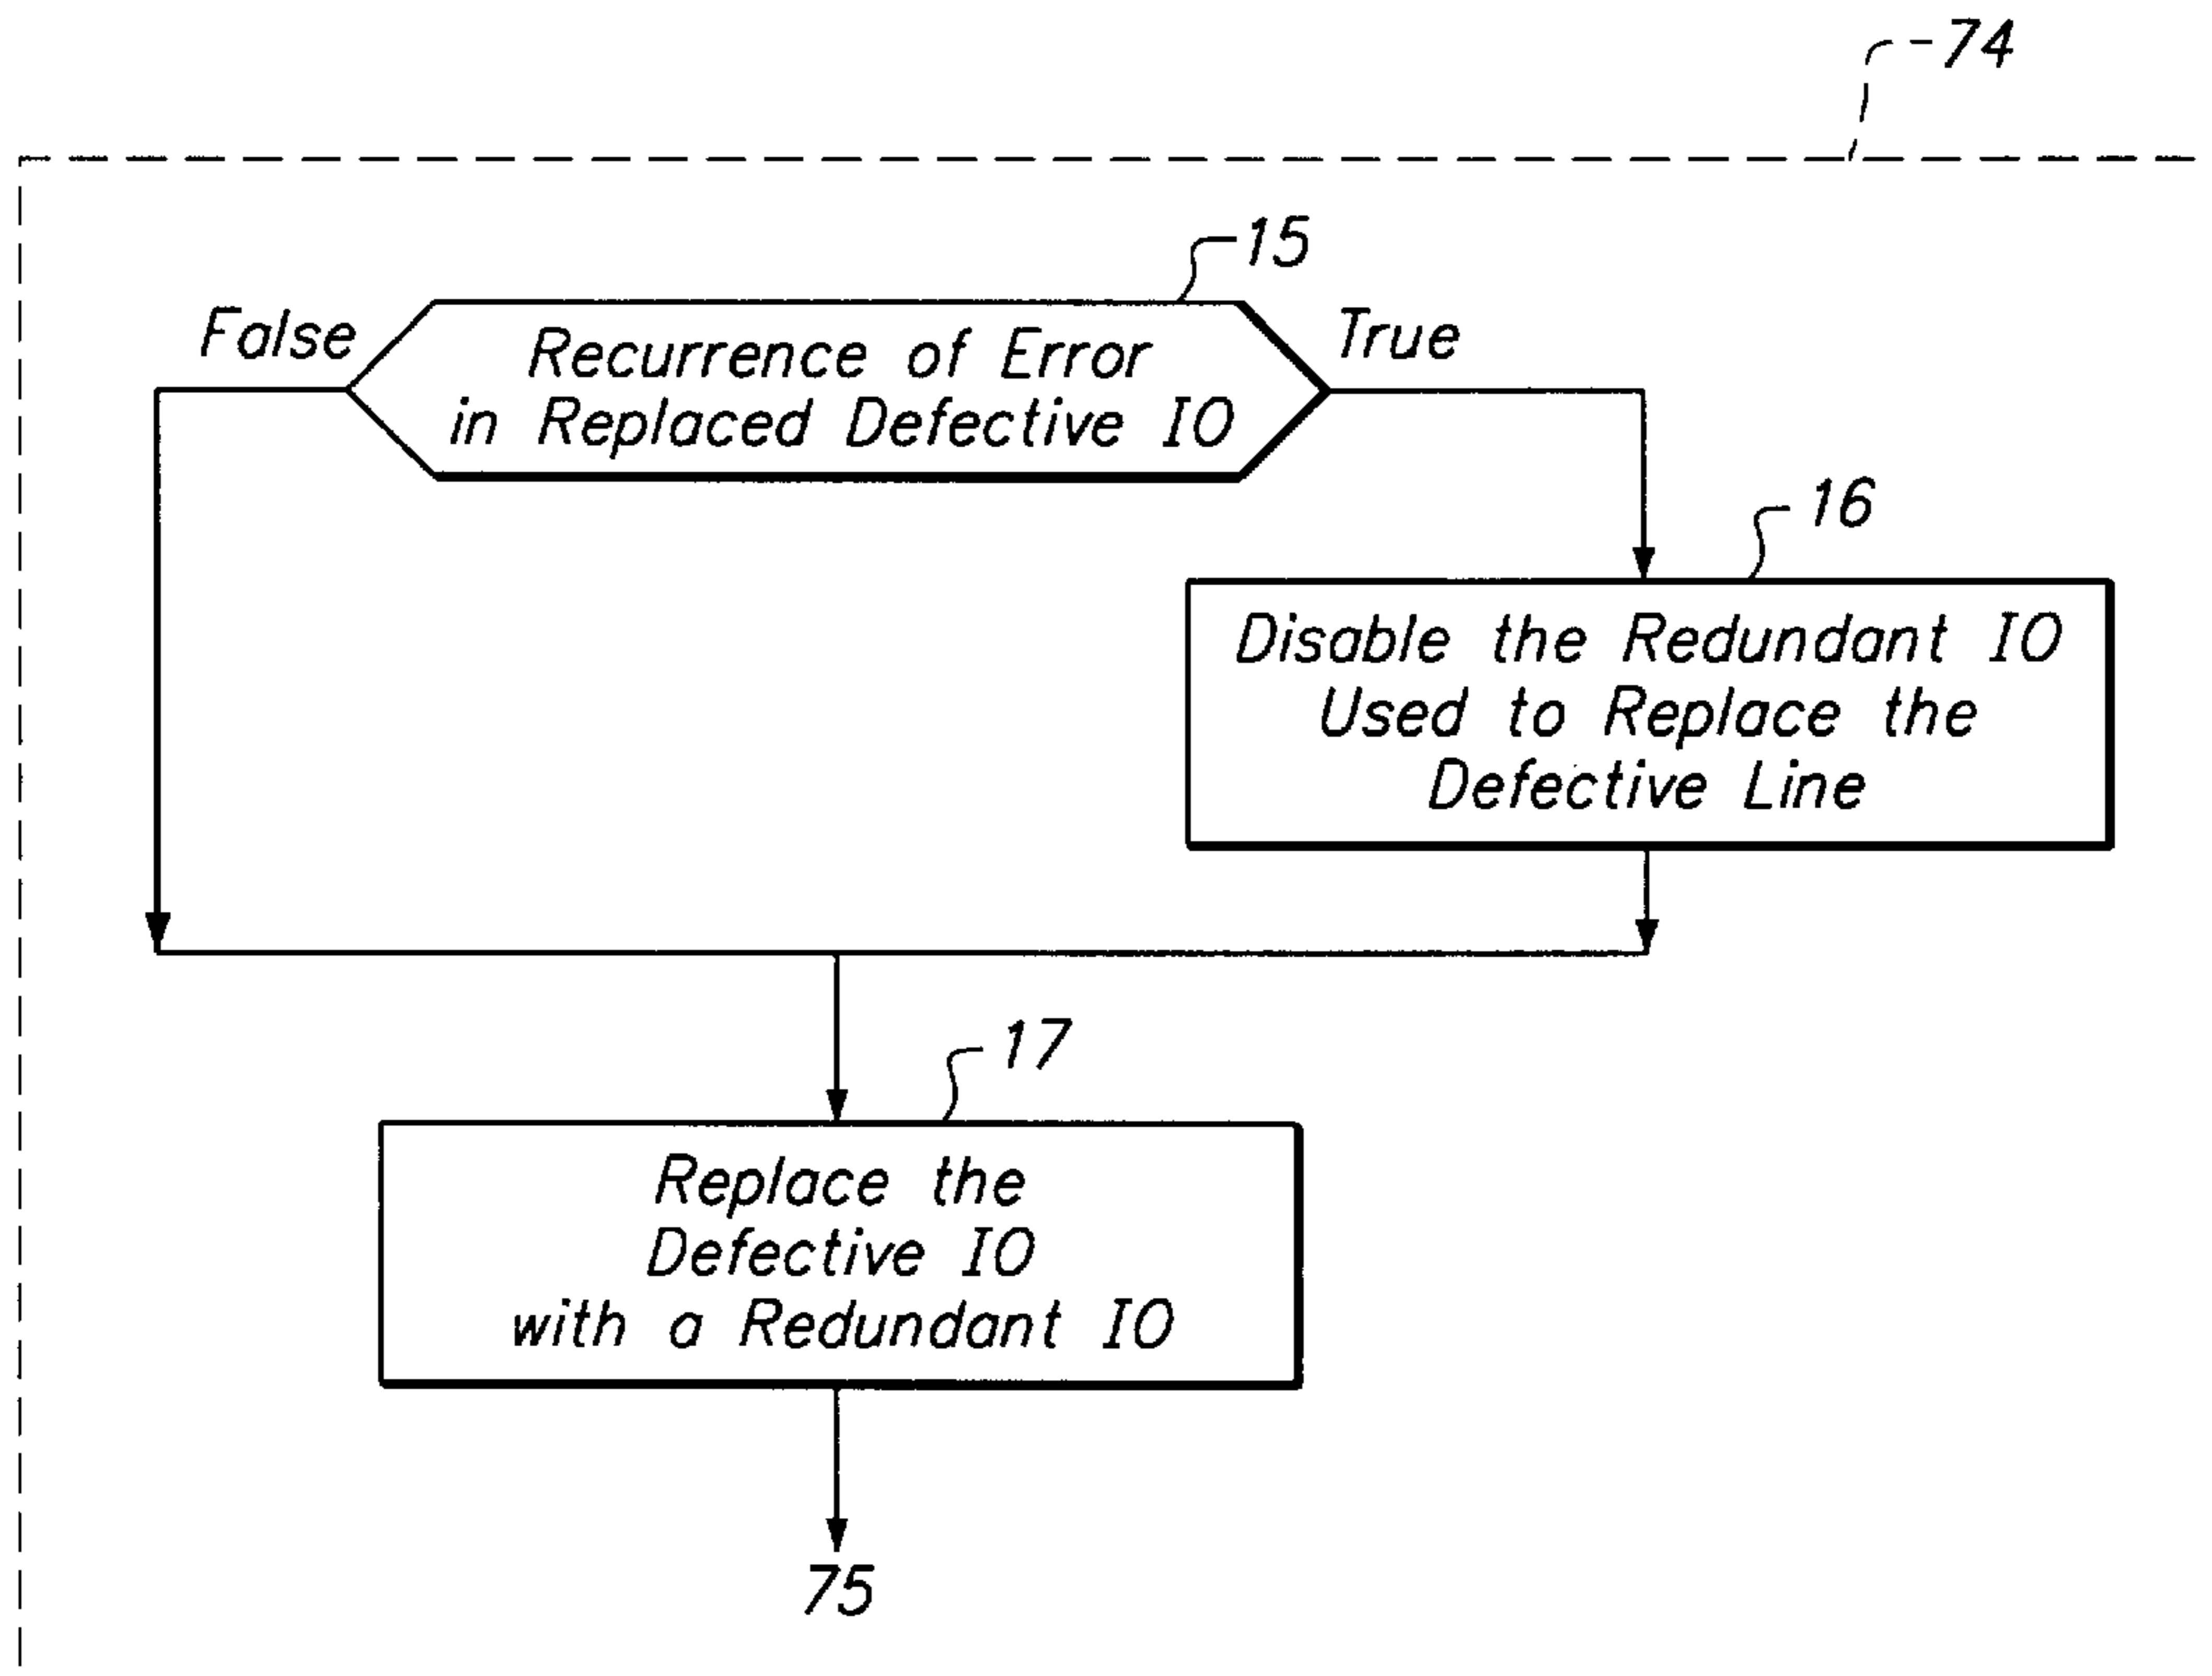 74
15
False
True
Recurrence of Error
in Replaced Defective IO
16
Disable the Redundant IO
Used to Replace the
Defective Line
17
Replace the
Defective IO
with a Redundant IO
75